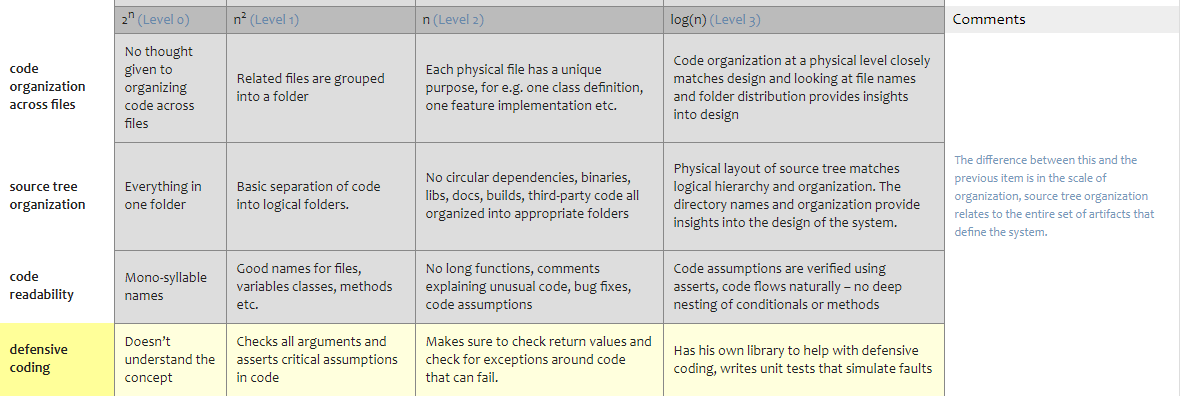 2n (Level 0)
n2 (Level 1)
n (Level 2)
log(n) (Level 3)
Comments
code
organization
across files
No thought
given to
organizing
code across
files
Related files are grouped
into a folder
Each physical file has a unique
purpose, for e.g. one class definition,
one feature implementation etc.
Code organization at a physical level closely
matches design and looking at file names
and folder distribution provides insights
into design
source tree
organization
Everything in
one folder
Basic separation of code
into logical folders.
No circular dependencies, binaries,
libs, docs, builds, third-party code all
organized into appropriate folders
Physical layout of source tree matches
logical hierarchy and organization. The
directory names and organization provide
insights into the design of the system.
The difference between this and the
previous item is in the scale of
organization, source tree organization
relates to the entire set of artifacts that
define the system.
code
readability
Mono-syllable
names
Good names for files,
variables classes, methods
etc.
No long functions, comments
explaining unusual code, bug fixes,
code assumptions
Code assumptions are verified using
asserts, code flows naturally – no deep
nesting of conditionals or methods
defensive
coding
Doesn’t
understand the
concept
Checks all arguments and
asserts critical assumptions
in code
Makes sure to check return values and
check for exceptions around code
that can fail.
Has his own library to help with defensive
coding, writes unit tests that simulate faults